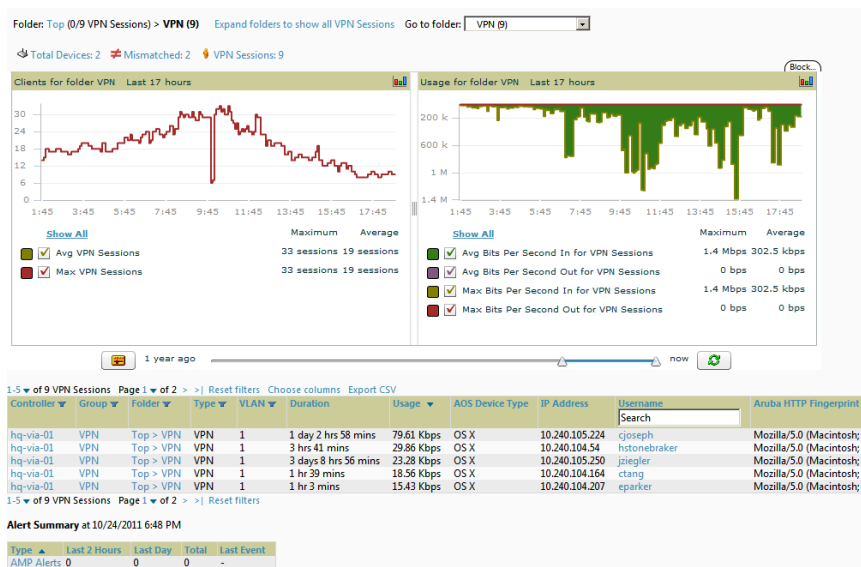 Folder: Top (0/9 VPN Sessions) > VPN (9) Expand folders to show all VPN Sessions Go to folder: VPN (9)
Total Devices: 2 Mismatched: 2 VPN Sessions: 9
Block...
Clients for folder VPN Last 17 hours
30
24
18
12
6
0
1:45 3:45 5:45 7:45 9:45 11:45 13:45 15:45 17:45
Show All Maximum Average
Avg VPN Sessions 33 sessions 19 sessions
Max VPN Sessions 33 sessions 19 sessions
Usage for folder VPN Last 17 hours
200 k
600 k
1 M
1.4 M
1:45 3:45 5:45 7:45 9:45 11:45 13:45 15:45 17:45
Show All Maximum Average
Avg Bits Per Second In for VPN Sessions 1.4 Mbps 302.5 kbps
Avg Bits Per Second Out for VPN Sessions 0 bps 0 bps
Max Bits Per Second In for VPN Sessions 1.4 Mbps 302.5 kbps
Max Bits Per Second Out for VPN Sessions 0 bps 0 bps
1 year ago now
1-5 of 9 VPN Sessions Page 1 of 2 > >| Reset filters Choose columns Export CSV
Controller Group Folder Type VLAN Duration Usage AOS Device Type IP Address Username Aruba HTTP Fingerprint
Search
hq-via-01 VPN Top > VPN VPN 1 1 day 2 hrs 58 mins 79.61 Kbps OS X 10.240.105.224 cjoseph Mozilla/5.0 (Macintosh;
hq-via-01 VPN Top > VPN VPN 1 3 hrs 41 mins 29.86 Kbps OS X 10.240.104.54 hstonebraker Mozilla/5.0 (Macintosh;
hq-via-01 VPN Top > VPN VPN 1 3 days 8 hrs 56 mins 23.28 Kbps OS X 10.240.105.250 jziegler Mozilla/5.0 (Macintosh;
hq-via-01 VPN Top > VPN VPN 1 1 hr 39 mins 18.56 Kbps OS X 10.240.104.164 ctang Mozilla/5.0 (Macintosh;
hq-via-01 VPN Top > VPN VPN 1 1 hr 3 mins 15.43 Kbps OS X 10.240.104.207 eparker Mozilla/5.0 (Macintosh;
1-5 of 9 VPN Sessions Page 1 of 2 > >| Reset filters
Alert Summary at 10/24/2011 6:48 PM
Type Last 2 Hours Last Day Total Last Event
AMP Alerts 0 0 0 -